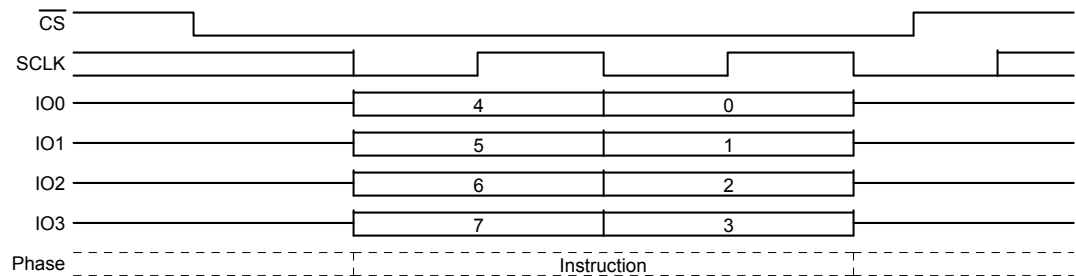 CS
SCLK
IO0 4 0
IO1 5 1
IO2 6 2
IO3 7 3
Phase Instruction